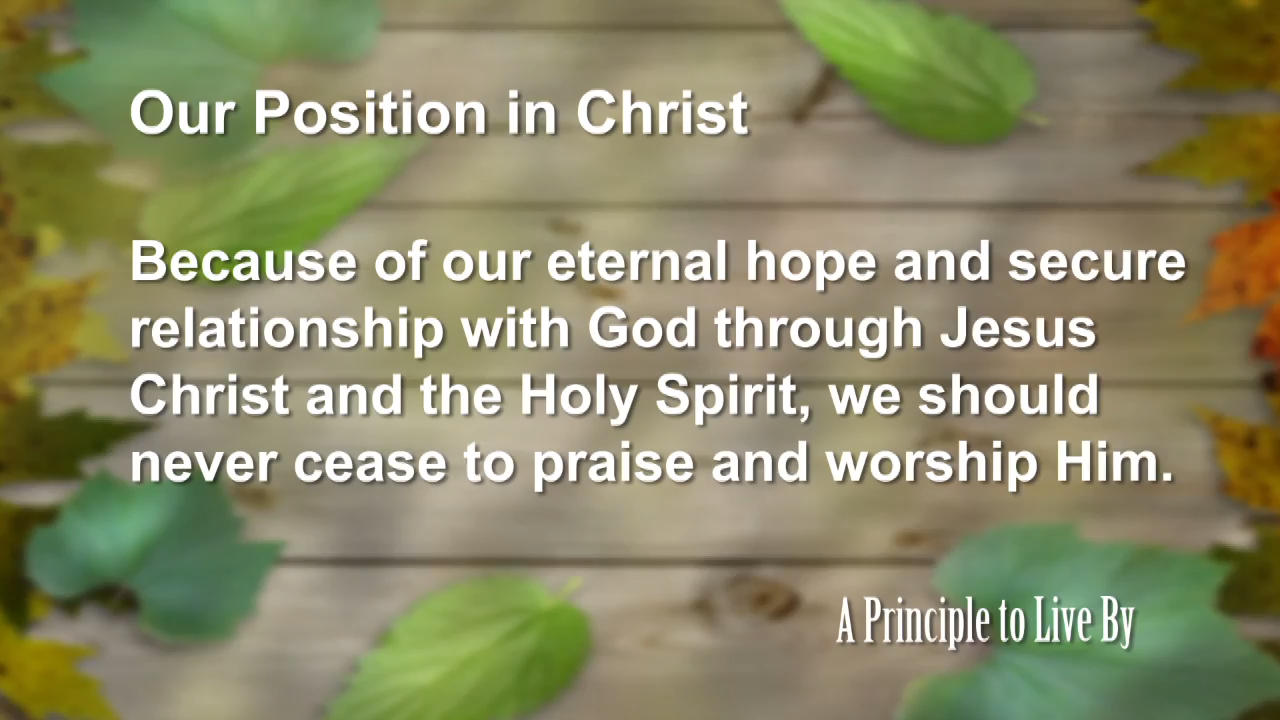 Our Position in Christ
Because of our eternal hope and secure
relationship with God through Jesus
Christ and the Holy Spirit, we should
never cease to praise and worship Him.
A Principle to Live By